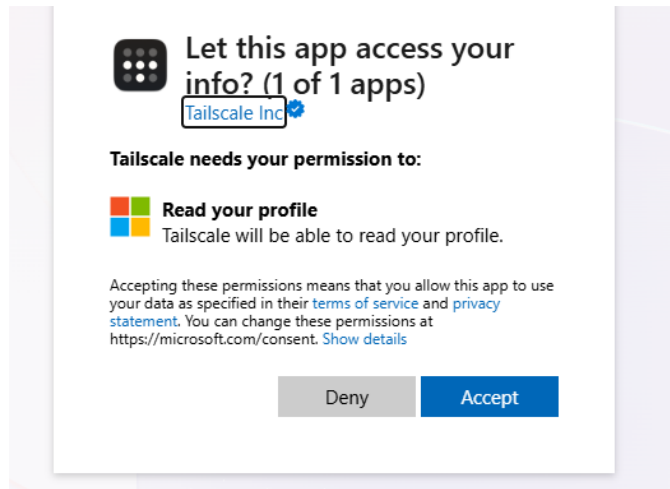 Let this app access your
info? (1 of 1 apps)
Tailscale Inc
Tailscale needs your permission to:
Read your profile
Tailscale will be able to read your profile.
Accepting these permissions means that you allow this app to use
your data as specified in their terms of service and privacy
statement. You can change these permissions at
https://microsoft.com/consent. Show details
Deny
Accept